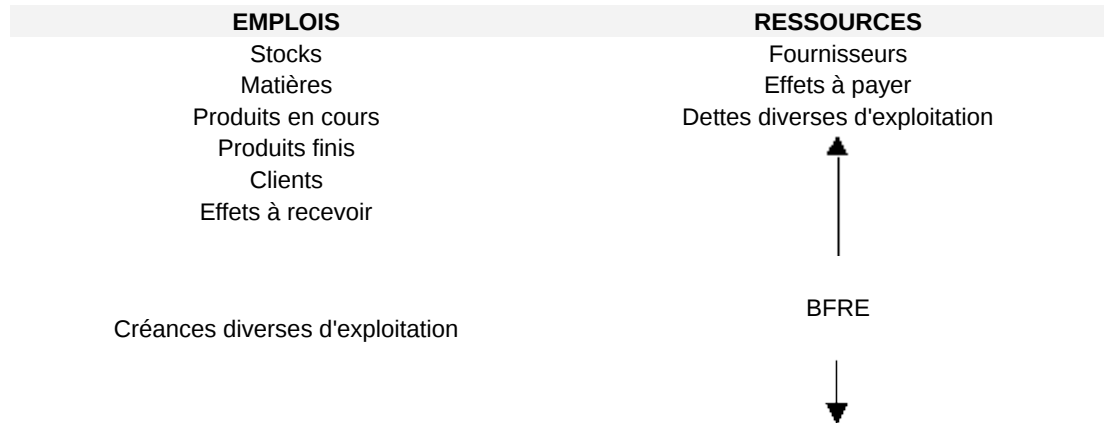 EMPLOIS
RESSOURCES
Stocks
Fournisseurs
Matières
Effets à payer
Produits en cours
Dettes diverses d'exploitation
Produits finis
Clients
Effets à recevoir
BFRE
Créances diverses d'exploitation